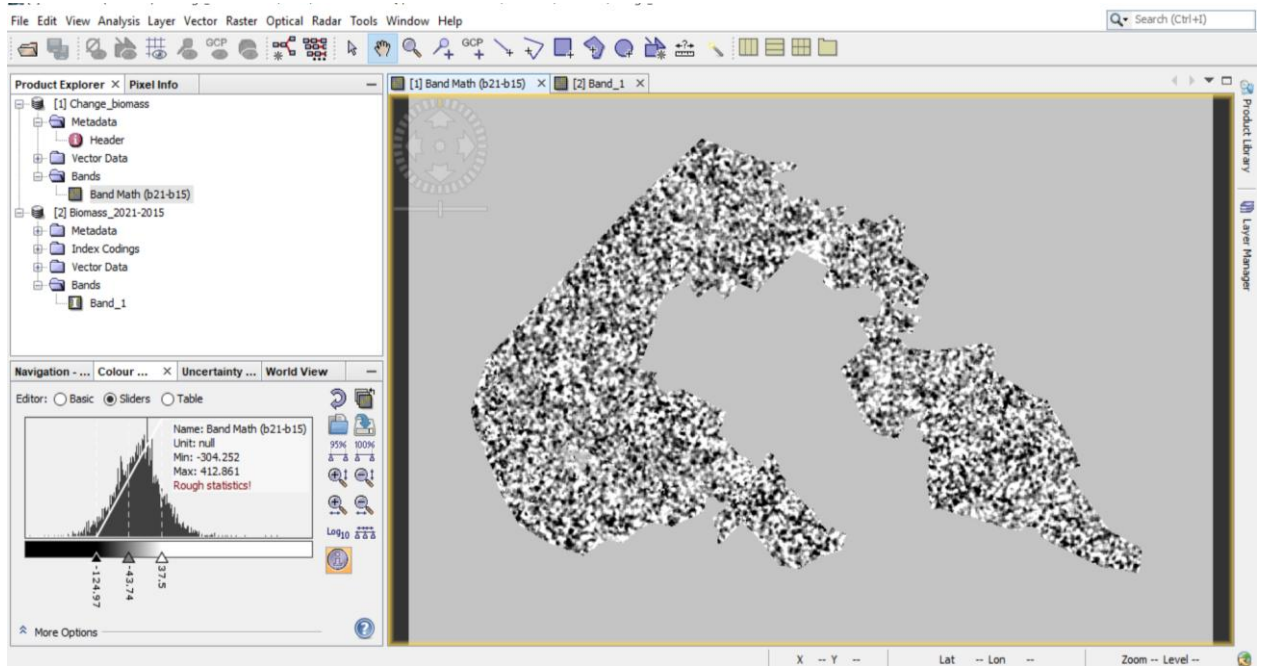 File Edit View Analysis Layer Vector Raster Optical Radar Tools Window Help
Search (Ctrl+I)
GCP GCP
Product Explorer Pixel Info
[1] Change_biomass
Metadata
Header
Vector Data
Bands
Band Math (b21-b15)
[2] Biomass_2021-2015
Metadata
Index Codings
Vector Data
Bands
Band_1
[1] Band Math (b21-b15) [2] Band_1
Product Library
Layer Manager
Navigation - ... Colour ... Uncertainty ... World View
Editor: Basic Sliders Table
Name: Band Math (b21-b15)
Unit: null
Min: -304.252
Max: 412.861
Rough statistics!
95% 100%
Log10
-124.97
-43.74
37.5
More Options
X -- Y -- Lat -- Lon -- Zoom -- Level --